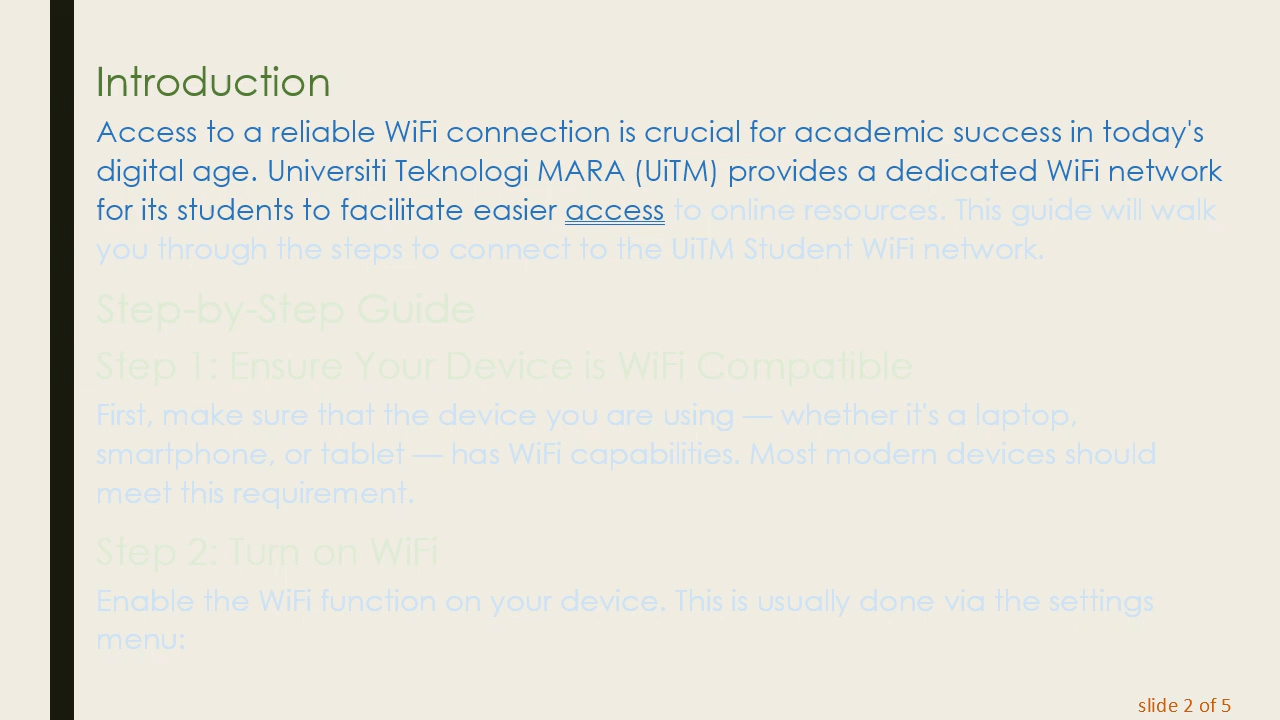 Introduction
Access to a reliable WiFi connection is crucial for academic success in today's
digital age. Universiti Teknologi MARA (UiTM) provides a dedicated WiFi network
for its students to facilitate easier access to online resources. This guide will walk
you through the steps to connect to the UiTM Student WiFi network.
Step-by-Step Guide
Step 1: Ensure Your Device is WiFi Compatible
First, make sure that the device you are using — whether it's a laptop,
smartphone, or tablet — has WiFi capabilities. Most modern devices should
meet this requirement.
Step 2: Turn on WiFi
Enable the WiFi function on your device. This is usually done via the settings
menu:
slide 2 of 5